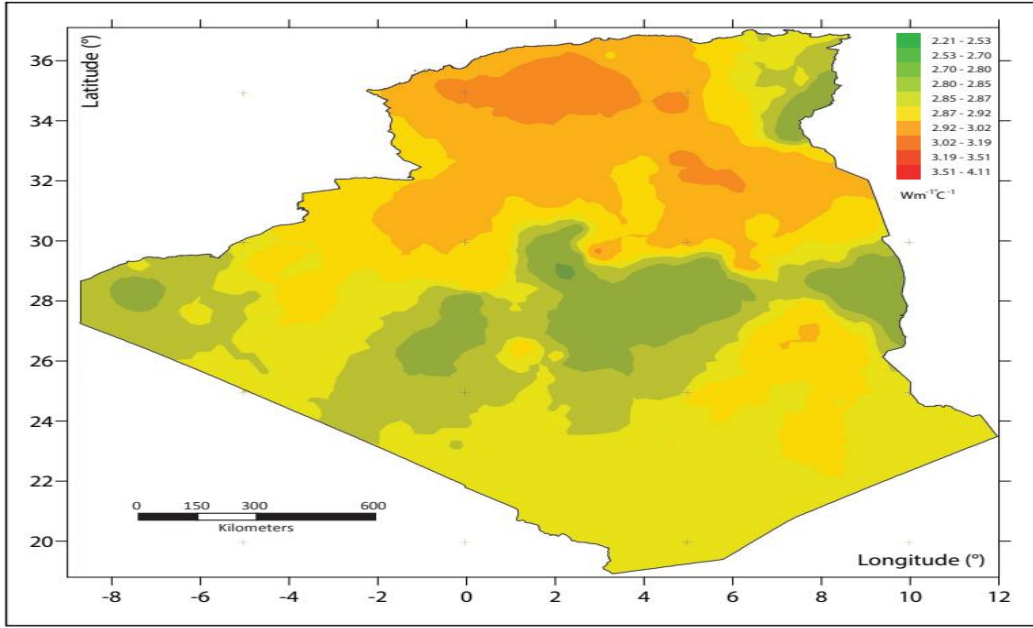 Latitude (º)
36
34
32
30
28
26
24
22
20
2.21 - 2.53
2.53 - 2.70
2.70 - 2.80
2.80 - 2.85
2.85 - 2.87
2.87 - 2.92
2.92 - 3.02
3.02 - 3.19
3.19 - 3.51
3.51 - 4.11
Wm⁻¹°C⁻¹
0 150 300 600
Kilometers
Longitude (º)
-8 -6 -4 -2 0 2 4 6 8 10 12